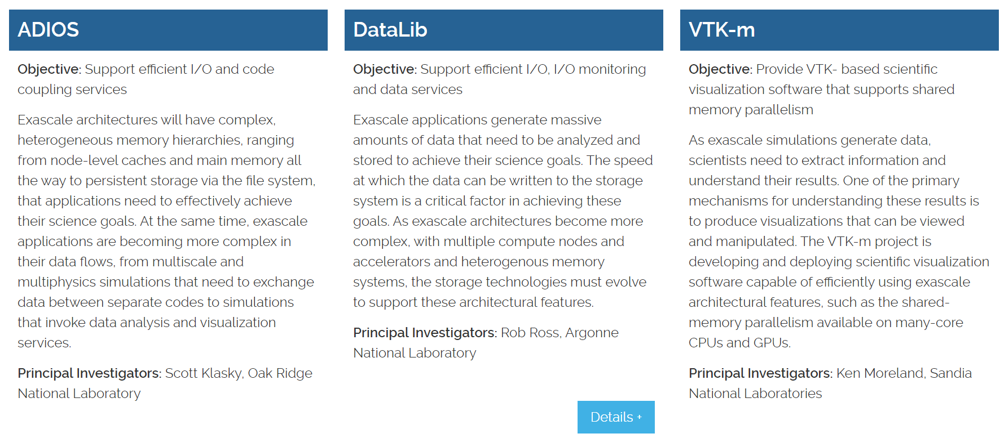 ADIOS
Objective: Support efficient I/O and code
coupling services
Exascale architectures will have complex,
heterogeneous memory hierarchies, ranging
from node-level caches and main memory all
the way to persistent storage via the file system,
that applications need to effectively achieve
their science goals. At the same time, exascale
applications are becoming more complex in
their data flows, from multiscale and
multiphysics simulations that need to exchange
data between separate codes to simulations
that invoke data analysis and visualization
services.
Principal Investigators: Scott Klasky, Oak Ridge
National Laboratory
DataLib
Objective: Support efficient I/O, I/O monitoring
and data services
Exascale applications generate massive
amounts of data that need to be analyzed and
stored to achieve their science goals. The speed
at which the data can be written to the storage
system is a critical factor in achieving these
goals. As exascale architectures become more
complex, with multiple compute nodes and
accelerators and heterogenous memory
systems, the storage technologies must evolve
to support these architectural features.
Principal Investigators: Rob Ross, Argonne
National Laboratory
Details +
VTK-m
Objective: Provide VTK- based scientific
visualization software that supports shared
memory parallelism
As exascale simulations generate data,
scientists need to extract information and
understand their results. One of the primary
mechanisms for understanding these results is
to produce visualizations that can be viewed
and manipulated. The VTK-m project is
developing and deploying scientific visualization
software capable of efficiently using exascale
architectural features, such as the shared-
memory parallelism available on many-core
CPUs and GPUs.
Principal Investigators: Ken Moreland, Sandia
National Laboratories